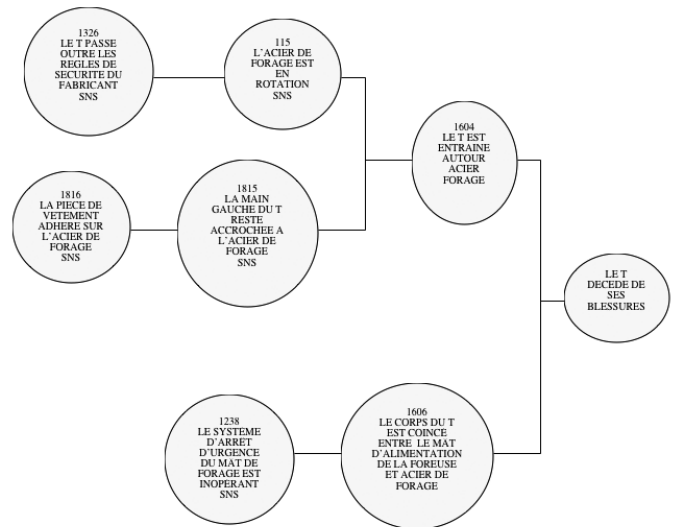 1326
LE T PASSE
OUTRE LES
REGLES DE
SECURITE DU
FABRICANT
SNS
115
L'ACIER DE
FORAGE EST
EN
ROTATION
SNS
1604
LE T EST
ENTRAINE
AUTOUR
ACIER
FORAGE
1816
LA PIECE DE
VETEMENT
ADHERE SUR
L'ACIER DE
FORAGE
SNS
1815
LA MAIN
GAUCHE DU T
RESTE
ACCROCHEE A
L'ACIER DE
FORAGE
SNS
LE T
DECEDE DE
SES
BLESSURES
1238
LE SYSTEME
D'ARRET
D'URGENCE
DU MAT DE
FORAGE EST
INOPERANT
SNS
1606
LE CORPS DU T
EST COINCE
ENTRE LE MAT
D'ALIMENTATION
DE LA FOREUSE
ET ACIER DE
FORAGE